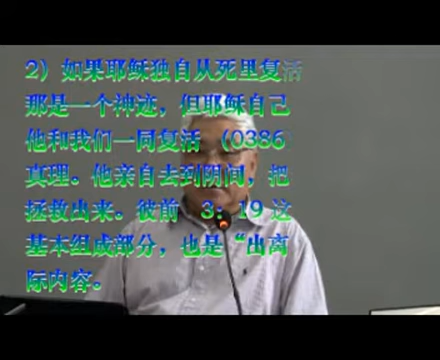 2）如果耶稣独自从死里复活
那是一个神迹，但耶稣自己
他和我们一同复活 （0386
真理。他亲自去到阴间，把
拯救出来。彼前 3：19 这
基本组成部分，也是“出离
际内容。